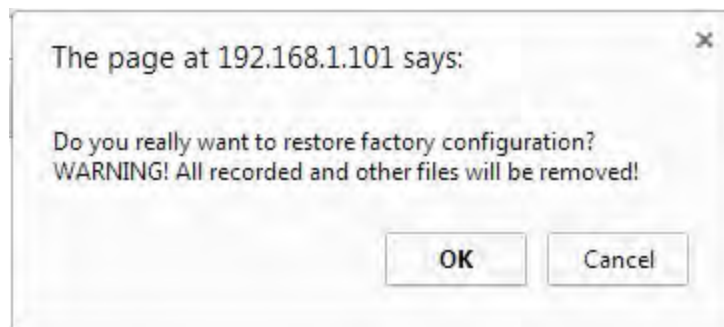 The page at 192.168.1.101 says:
Do you really want to restore factory configuration?
WARNING! All recorded and other files will be removed!
OK
Cancel